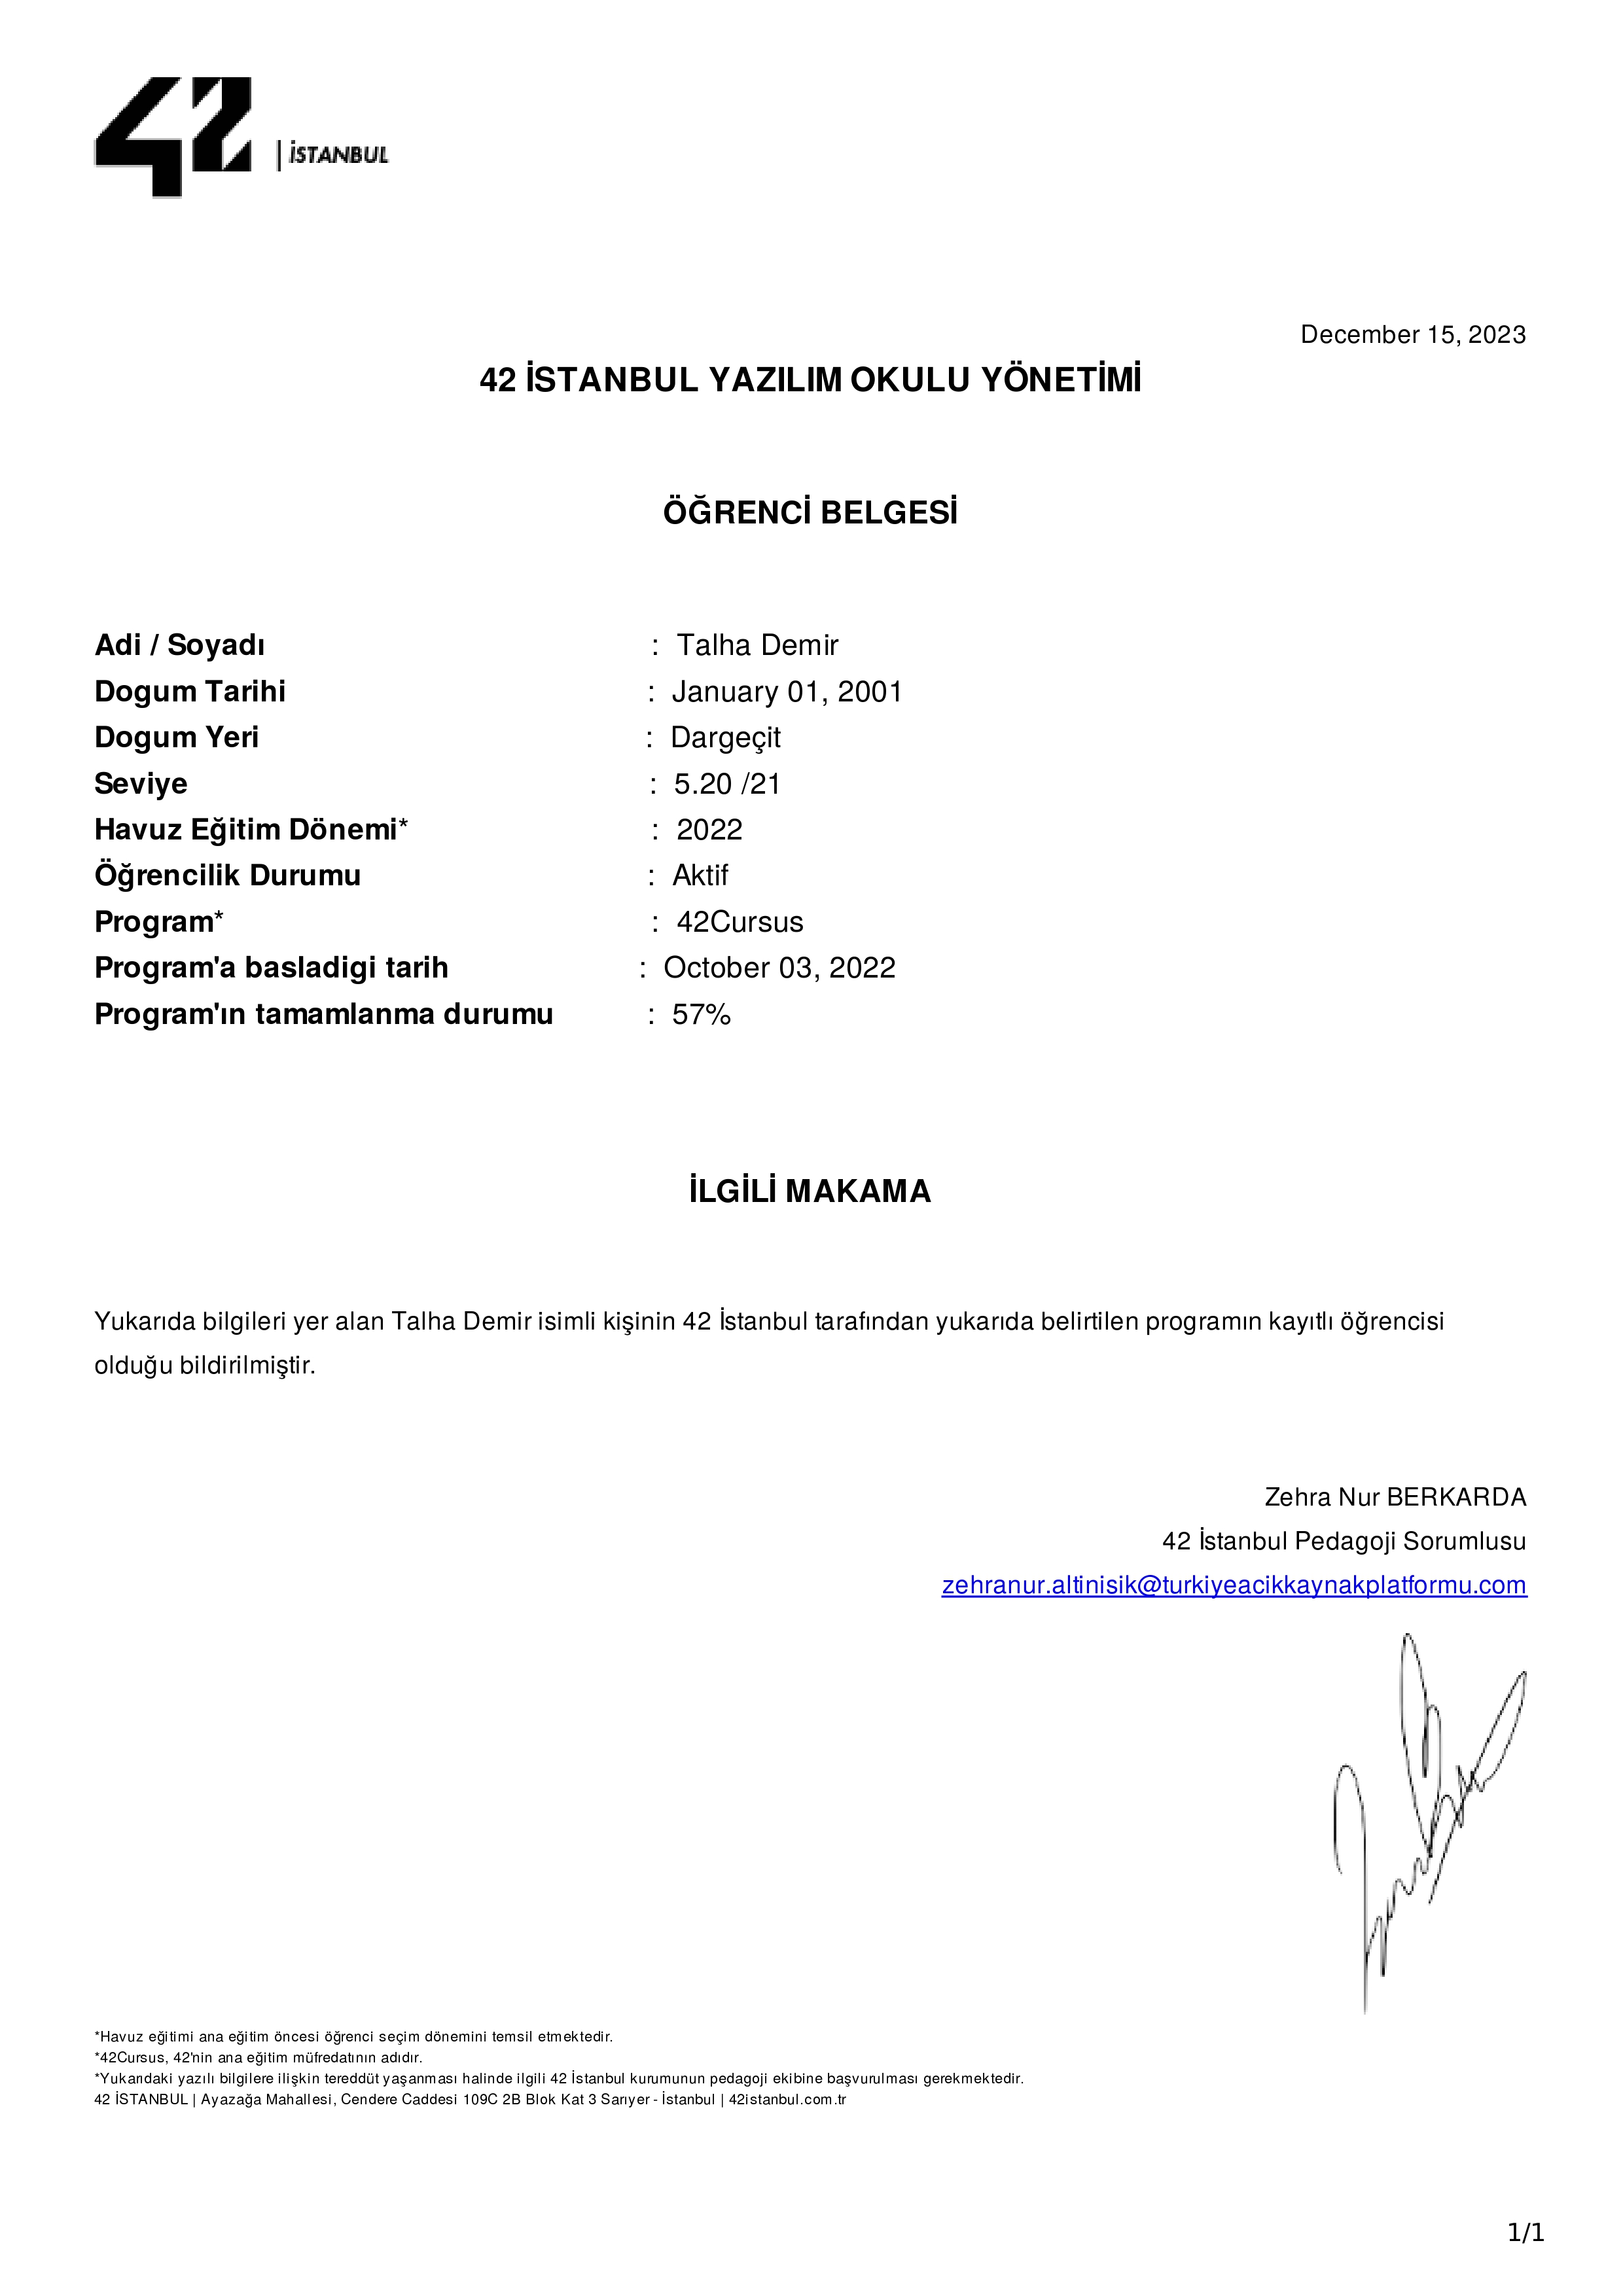 42 | İSTANBUL
December 15, 2023
42 İSTANBUL YAZILIM OKULU YÖNETİMİ
ÖĞRENCİ BELGESİ
Adi / Soyadı : Talha Demir
Dogum Tarihi : January 01, 2001
Dogum Yeri : Dargeçit
Seviye : 5.20 /21
Havuz Eğitim Dönemi* : 2022
Öğrencilik Durumu : Aktif
Program* : 42Cursus
Program'a basladigi tarih : October 03, 2022
Program'ın tamamlanma durumu : 57%
İLGİLİ MAKAMA
Yukarıda bilgileri yer alan Talha Demir isimli kişinin 42 İstanbul tarafından yukarıda belirtilen programın kayıtlı öğrencisi
olduğu bildirilmiştir.
Zehra Nur BERKARDA
42 İstanbul Pedagoji Sorumlusu
zehranur.altinisik@turkiyeacikkaynakplatformu.com
*Havuz eğitimi ana eğitim öncesi öğrenci seçim dönemini temsil etmektedir.
*42Cursus, 42'nin ana eğitim müfredatının adıdır.
*Yukarıdaki yazılı bilgilere ilişkin tereddüt yaşanması halinde ilgili 42 İstanbul kurumunun pedagoji ekibine başvurulması gerekmektedir.
42 İSTANBUL | Ayazağa Mahallesi, Cendere Caddesi 109C 2B Blok Kat 3 Sarıyer - İstanbul | 42istanbul.com.tr
1/1